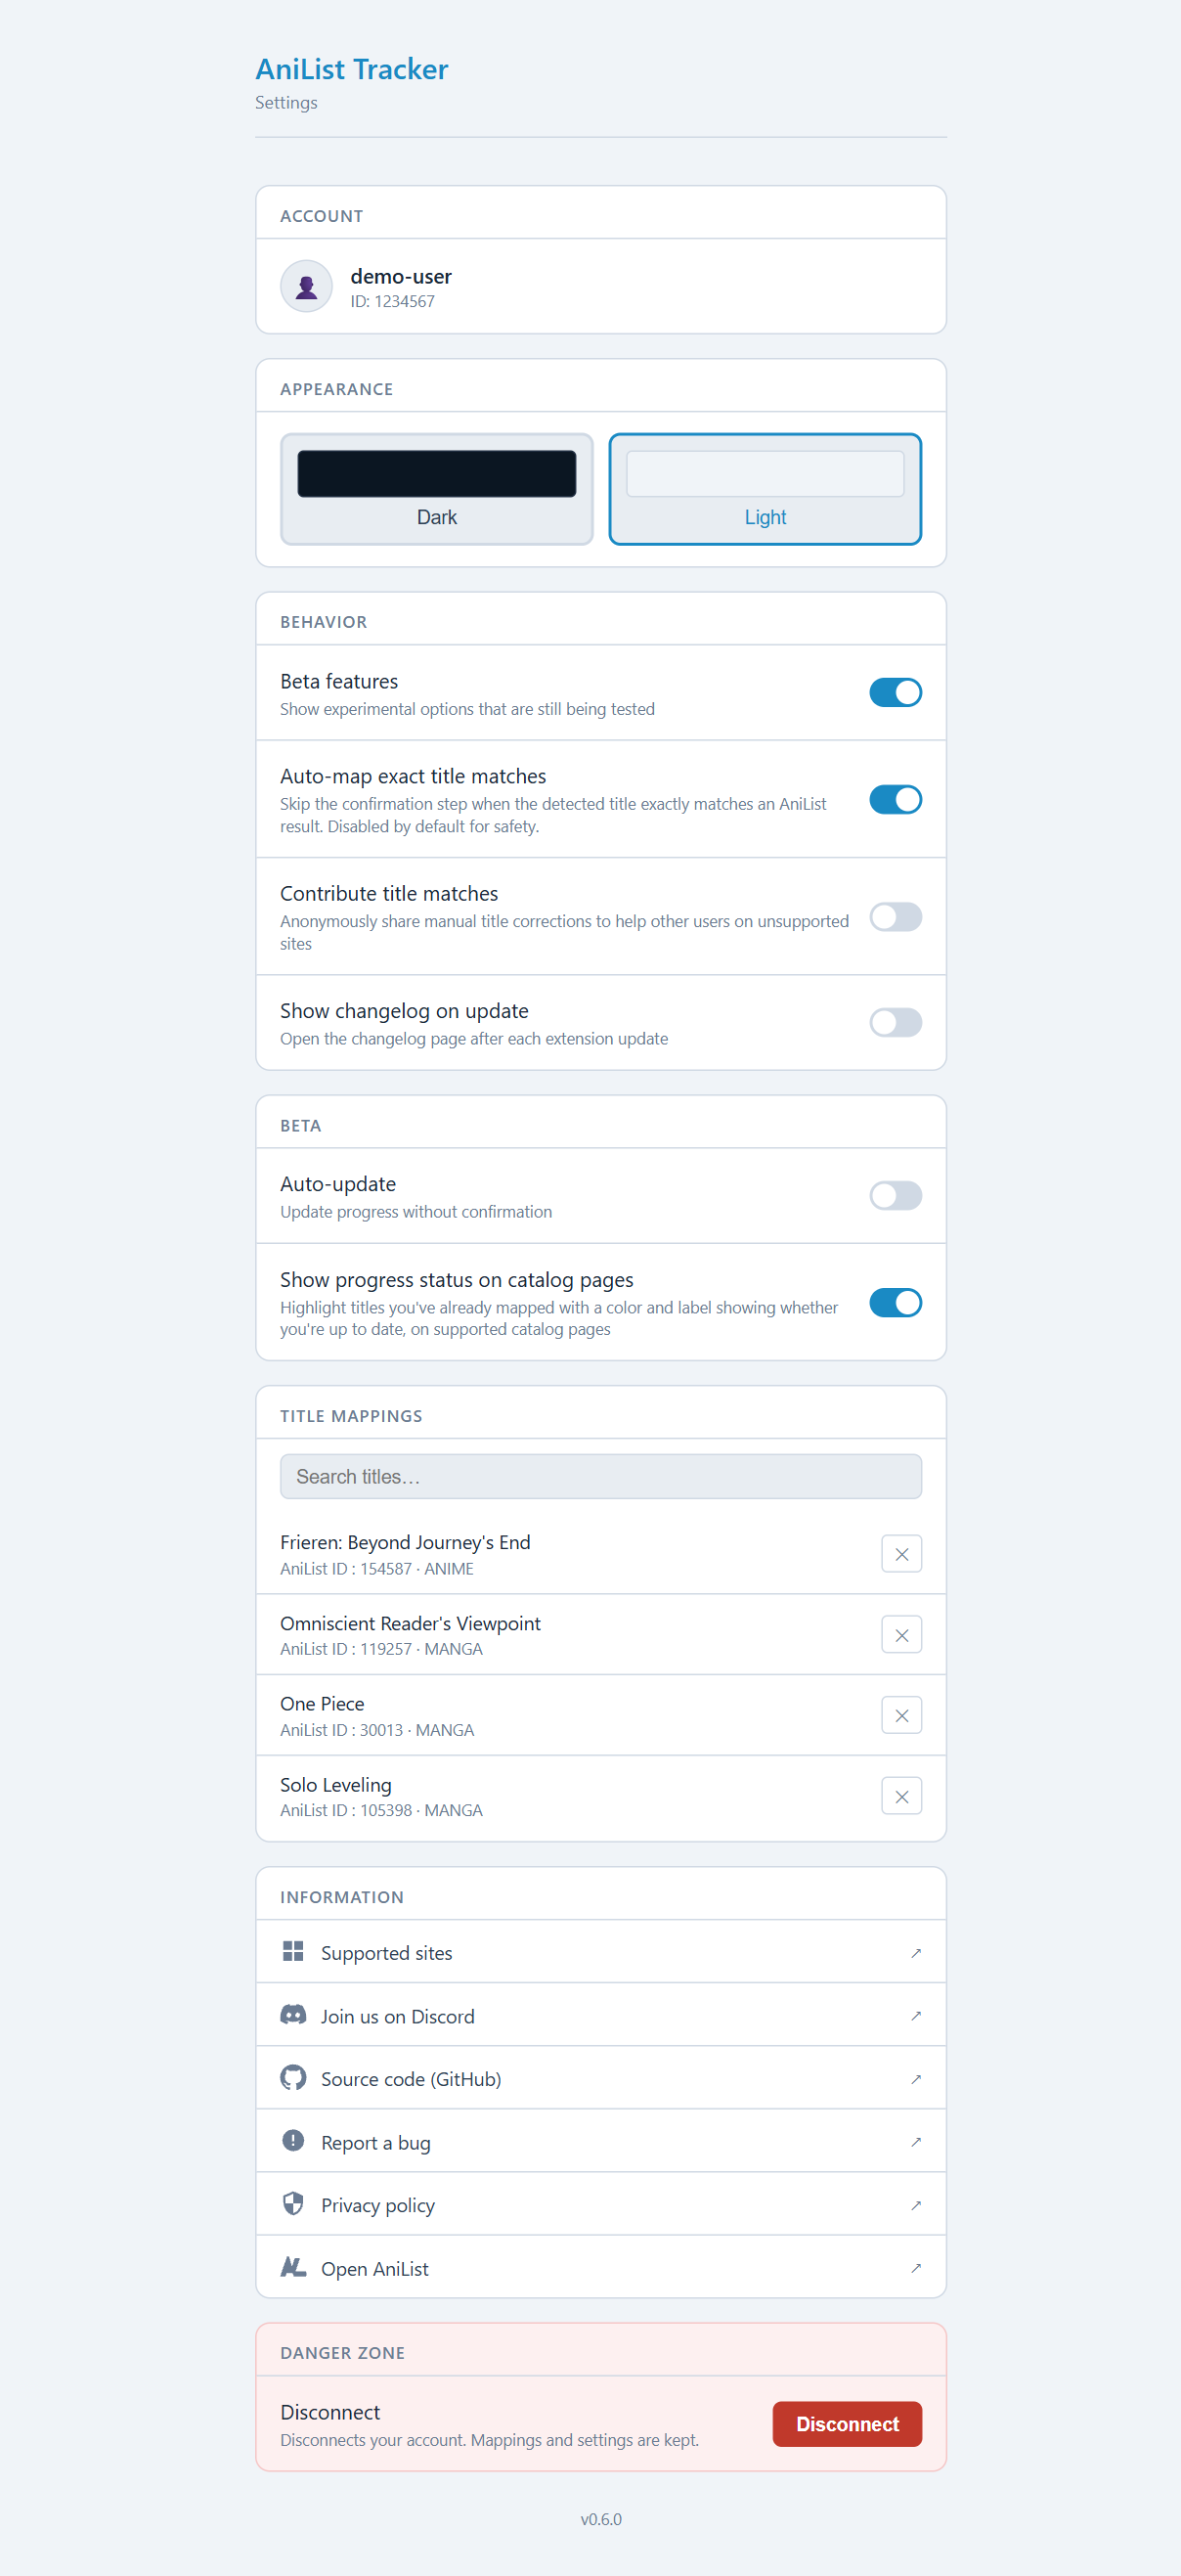 AniList Tracker
Settings
ACCOUNT
demo-user
ID: 1234567
APPEARANCE
Dark
Light
BEHAVIOR
Beta features
Show experimental options that are still being tested
Auto-map exact title matches
Skip the confirmation step when the detected title exactly matches an AniList
result. Disabled by default for safety.
Contribute title matches
Anonymously share manual title corrections to help other users on unsupported
sites
Show changelog on update
Open the changelog page after each extension update
BETA
Auto-update
Update progress without confirmation
Show progress status on catalog pages
Highlight titles you've already mapped with a color and label showing whether
you're up to date, on supported catalog pages
TITLE MAPPINGS
Search titles…
Frieren: Beyond Journey's End
AniList ID : 154587 · ANIME
Omniscient Reader's Viewpoint
AniList ID : 119257 · MANGA
One Piece
AniList ID : 30013 · MANGA
Solo Leveling
AniList ID : 105398 · MANGA
INFORMATION
Supported sites
Join us on Discord
Source code (GitHub)
Report a bug
Privacy policy
Open AniList
DANGER ZONE
Disconnect
Disconnects your account. Mappings and settings are kept.
Disconnect
v0.6.0